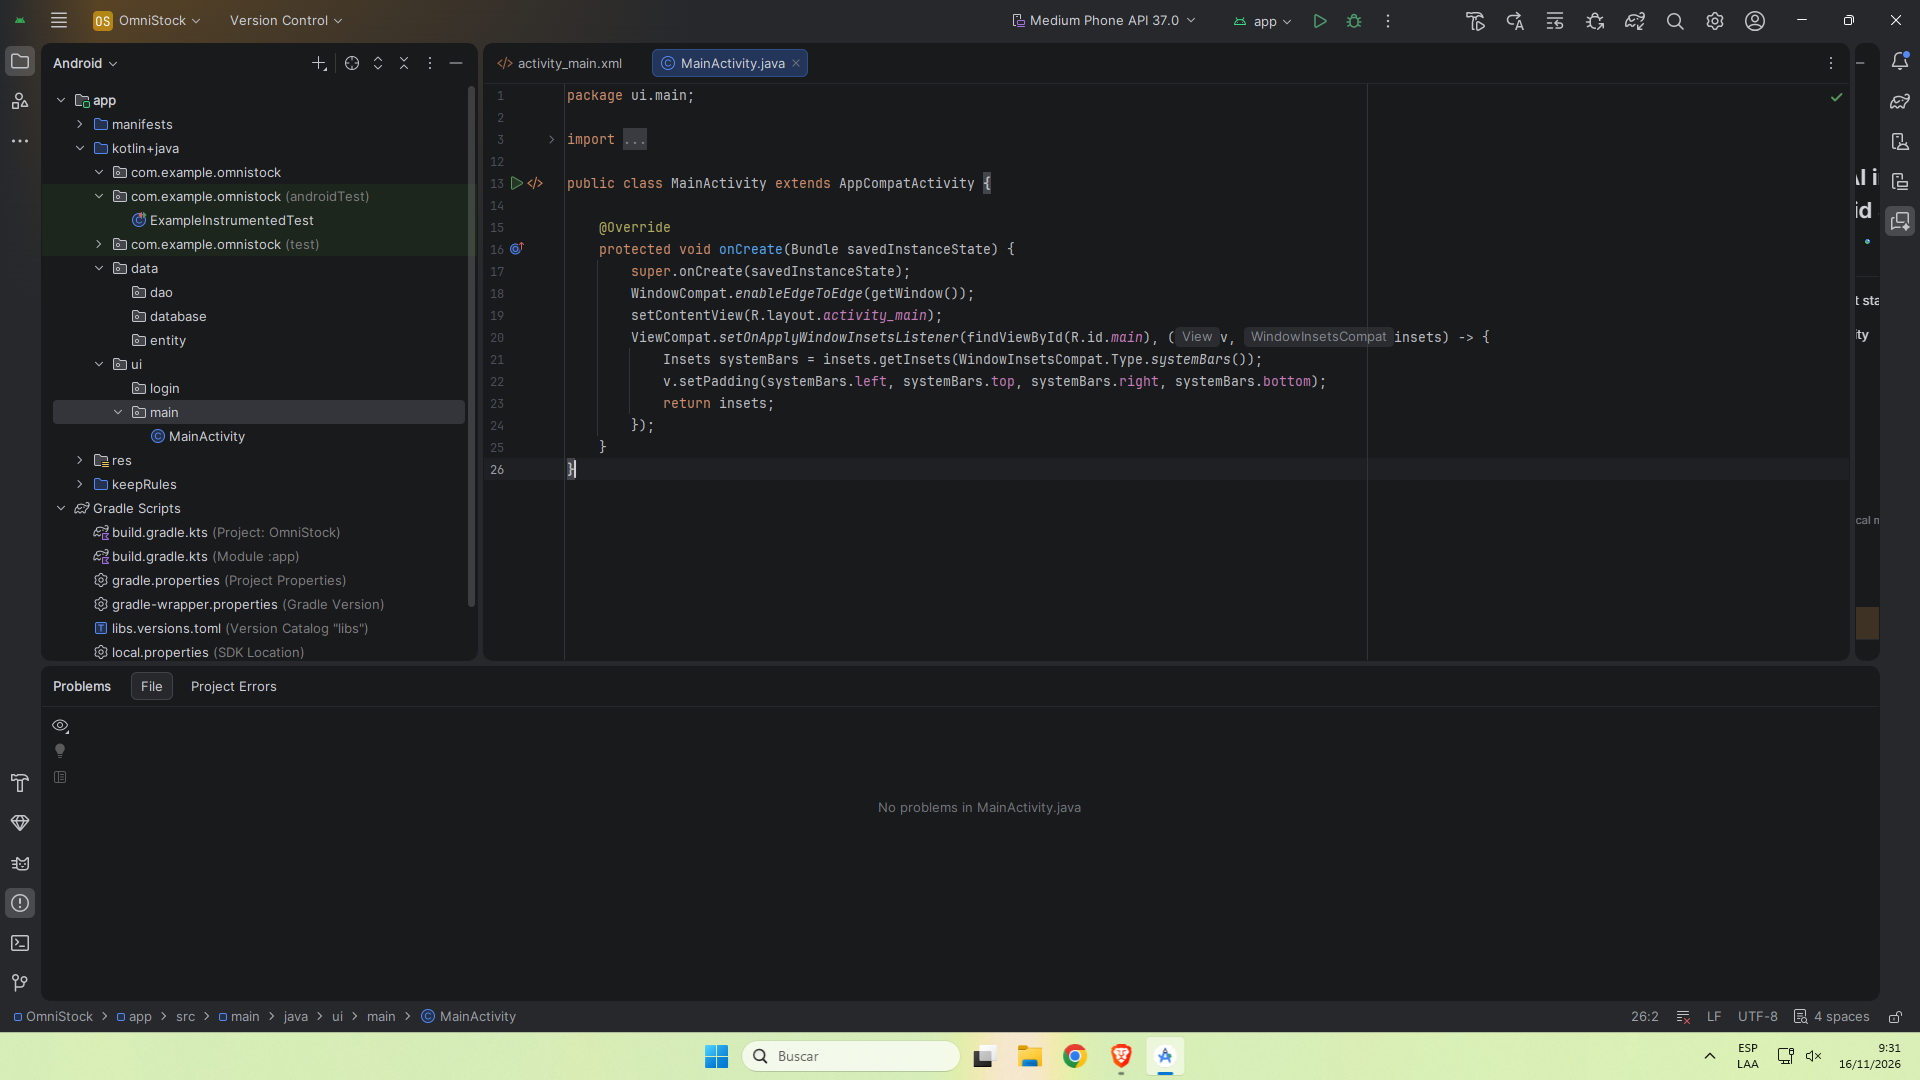 OS OmniStock Version Control Medium Phone API 37.0 app
Android
activity_main.xml MainActivity.java
app
manifests
kotlin+java
com.example.omnistock
com.example.omnistock (androidTest)
ExampleInstrumentedTest
com.example.omnistock (test)
data
dao
database
entity
ui
login
main
MainActivity
res
keepRules
Gradle Scripts
build.gradle.kts (Project: OmniStock)
build.gradle.kts (Module :app)
gradle.properties (Project Properties)
gradle-wrapper.properties (Gradle Version)
libs.versions.toml (Version Catalog "libs")
local.properties (SDK Location)
1 package ui.main;
2
3 import ...
12
13 public class MainActivity extends AppCompatActivity {
14
15 @Override
16 protected void onCreate(Bundle savedInstanceState) {
17 super.onCreate(savedInstanceState);
18 WindowCompat.enableEdgeToEdge(getWindow());
19 setContentView(R.layout.activity_main);
20 ViewCompat.setOnApplyWindowInsetsListener(findViewById(R.id.main), ( View v, WindowInsetsCompat insets) -> {
21 Insets systemBars = insets.getInsets(WindowInsetsCompat.Type.systemBars());
22 v.setPadding(systemBars.left, systemBars.top, systemBars.right, systemBars.bottom);
23 return insets;
24 });
25 }
26 }
id
t sta
ity
cal m
Problems File Project Errors
No problems in MainActivity.java
OmniStock > app > src > main > java > ui > main > MainActivity
26:2 LF UTF-8 4 spaces
Buscar
ESP
LAA
9:31
16/11/2026